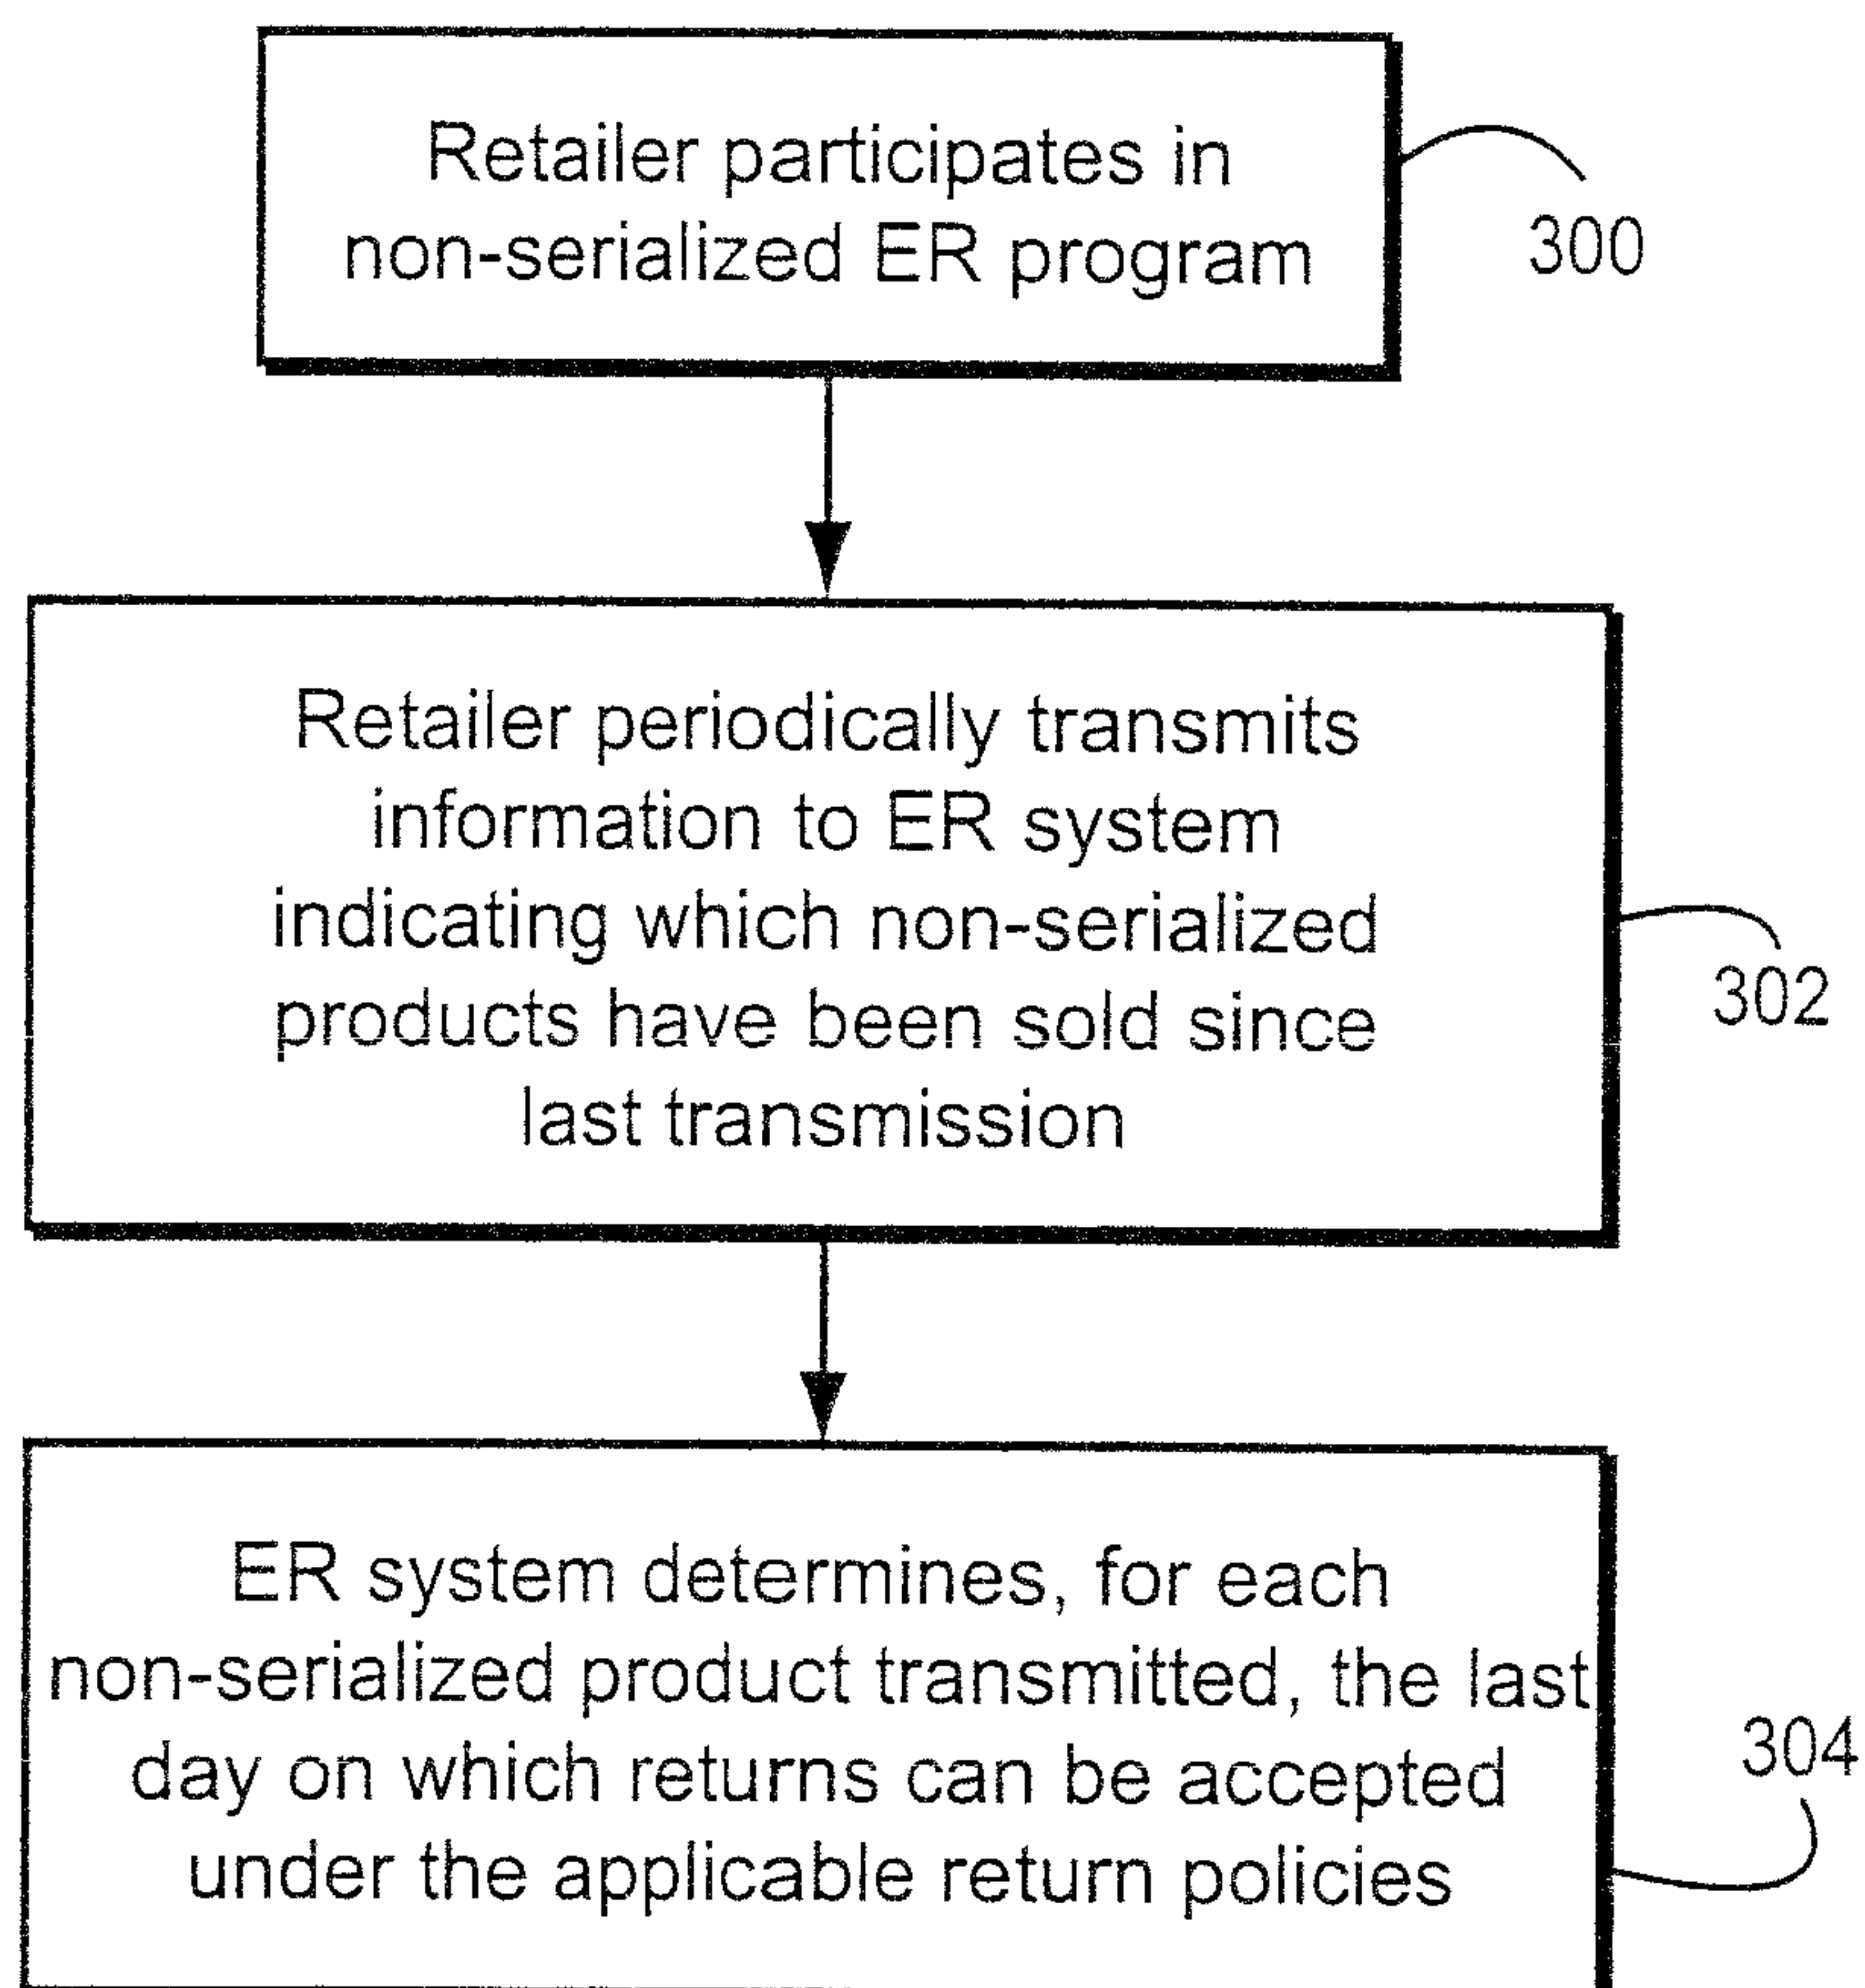 Retailer participates in
non-serialized ER program
300
Retailer periodically transmits
information to ER system
indicating which non-serialized
products have been sold since
last transmission
302
ER system determines, for each
non-serialized product transmitted, the last
day on which returns can be accepted
under the applicable return policies
304